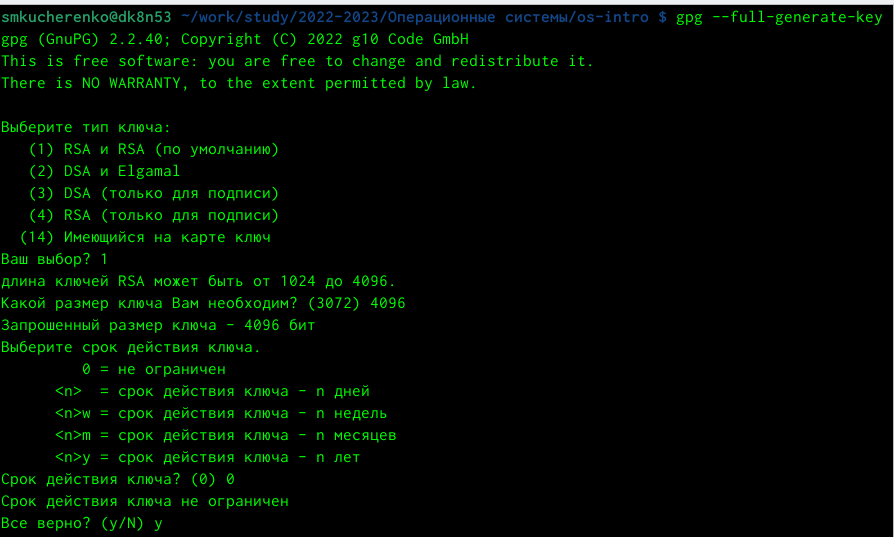 smkucherenko@dk8n53 ~/work/study/2022-2023/Операционные системы/os-intro $ gpg --full-generate-key
gpg (GnuPG) 2.2.40; Copyright (C) 2022 g10 Code GmbH
This is free software: you are free to change and redistribute it.
There is NO WARRANTY, to the extent permitted by law.

Выберите тип ключа:
   (1) RSA и RSA (по умолчанию)
   (2) DSA и Elgamal
   (3) DSA (только для подписи)
   (4) RSA (только для подписи)
  (14) Имеющийся на карте ключ
Ваш выбор? 1
длина ключей RSA может быть от 1024 до 4096.
Какой размер ключа Вам необходим? (3072) 4096
Запрошенный размер ключа - 4096 бит
Выберите срок действия ключа.
         0 = не ограничен
      <n>  = срок действия ключа - n дней
      <n>w = срок действия ключа - n недель
      <n>m = срок действия ключа - n месяцев
      <n>y = срок действия ключа - n лет
Срок действия ключа? (0) 0
Срок действия ключа не ограничен
Все верно? (y/N) y